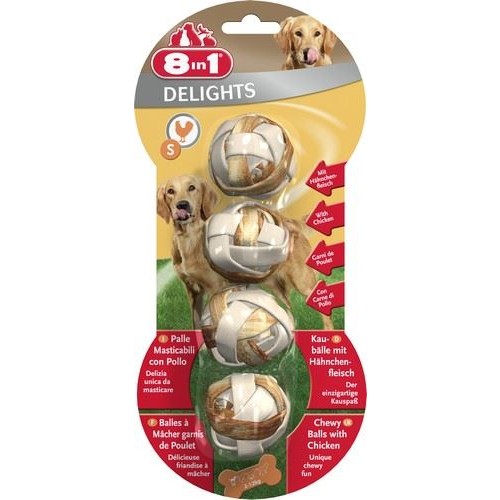 8in1®
DELIGHTS
S
Mit
Hähnchen-
fleisch
With
Chicken
Garni de
Poulet
Con
Carne di
Pollo
I Palle
Masticabili
con Pollo
Delizia
unica da
masticare
Kau- D
bälle mit
Hähnchen-
fleisch
Der
einzigartige
Kauspaß
F Balles à
Mâcher garnis
de Poulet
Délicieuse
friandise à
mâcher
Chewy UK
Balls with
Chicken
Unique
chewy
fun